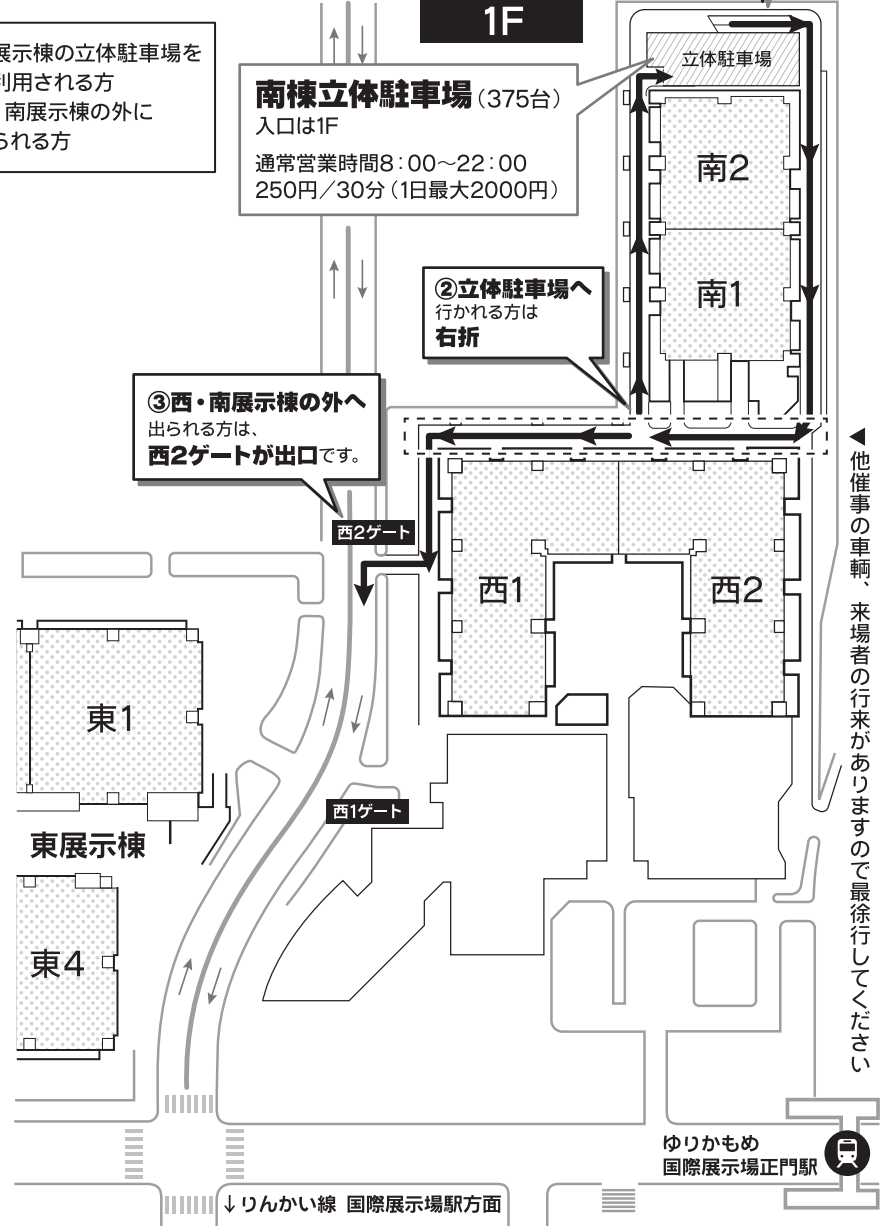 1F
展示棟の立体駐車場を
利用される方
南展示棟の外に
られる方
南棟立体駐車場（375台）
入口は1F
通常営業時間8：00〜22：00
250円／30分（1日最大2000円）
立体駐車場
南2
南1
②立体駐車場へ
行かれる方は
右折
③西・南展示棟の外へ
出られる方は、
西2ゲートが出口です。
西2ゲート
西1
西2
◀他催事の車輌、来場者の行来がありますので最徐行してください
東1
西1ゲート
東展示棟
東4
ゆりかもめ
国際展示場正門駅
↓りんかい線 国際展示場駅方面